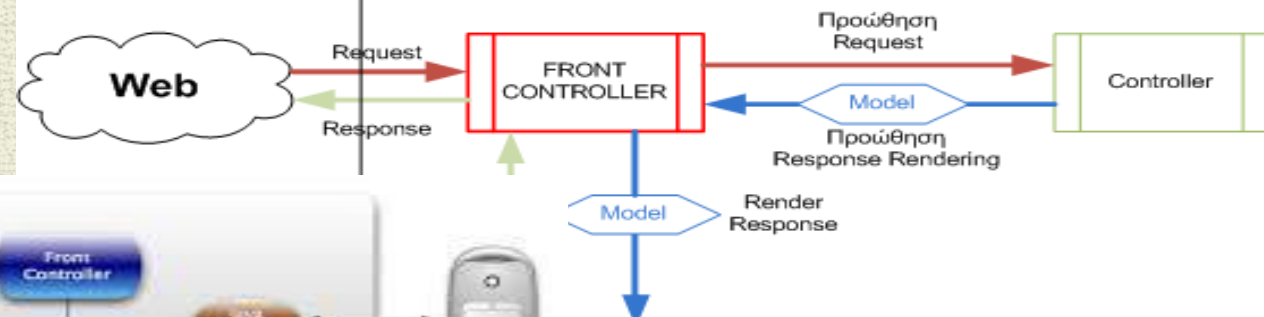 Προώθηση
Request
Request
Web
FRONT
CONTROLLER
Controller
Model
Response
Προώθηση
Response Rendering
Model
Render
Response
Front
Controller